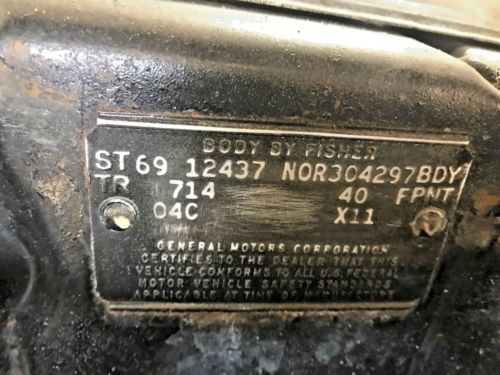 BODY BY FISHER
ST69 12437 NOR304297BDY
TR 714 40 FPNT
04C X11
GENERAL MOTORS CORPORATION
CERTIFIES TO THE DEALER THAT THIS
VEHICLE CONFORMS TO ALL U.S. FEDERAL
MOTOR VEHICLE SAFETY STANDARDS
APPLICABLE AT TIME OF MANUFACTURE